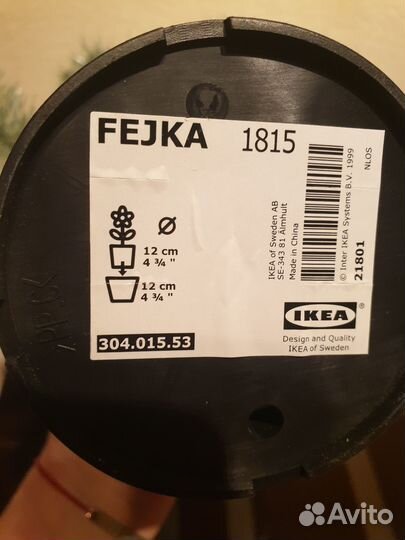 FEJKA 1815
Ø
12 cm
4 ¾ "
12 cm
4 ¾ "
304.015.53
IKEA of Sweden AB
SE-343 81 Älmhult
Made in China
© Inter IKEA Systems B.V. 1999
21801
NLOS
IKEA
Design and Quality
IKEA of Sweden
Avito